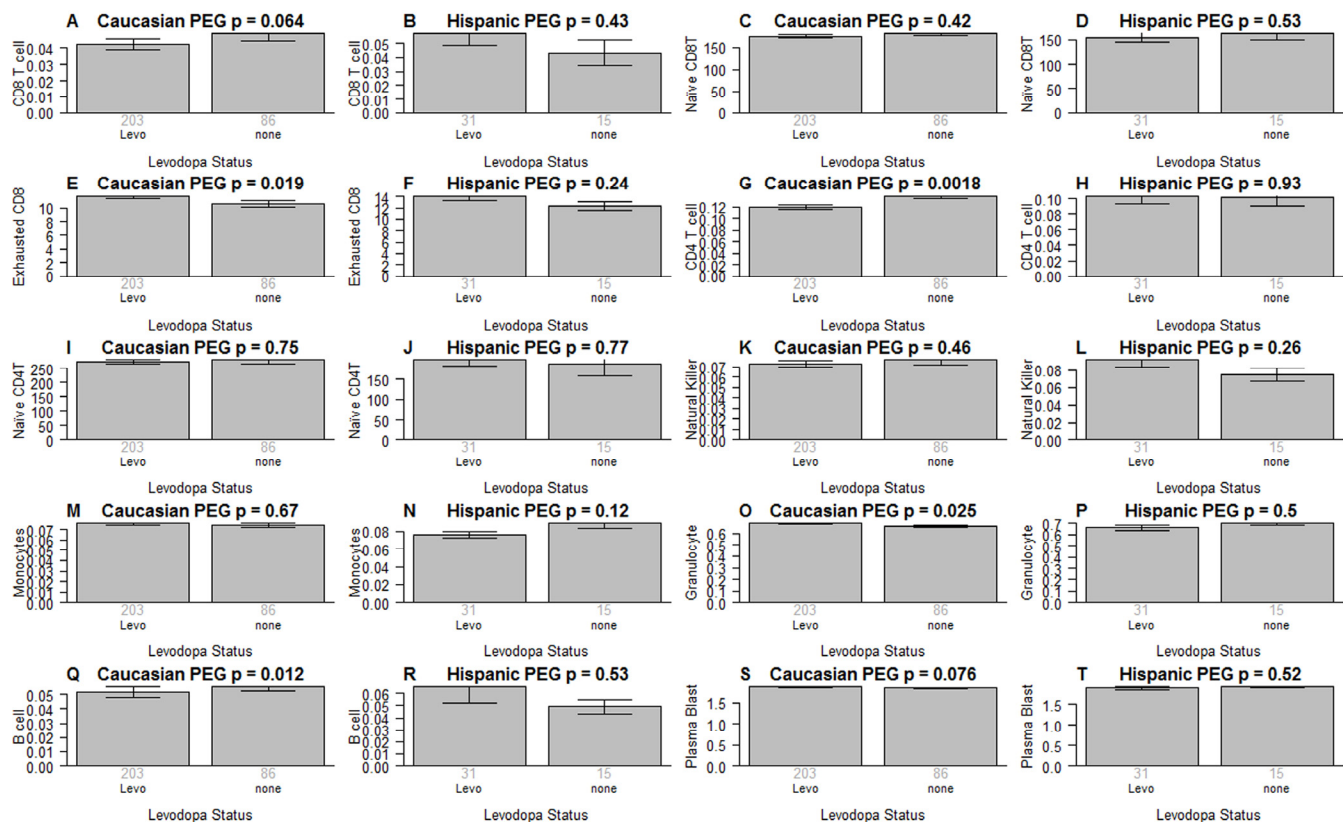 A Caucasian PEG p = 0.064
CD8 T cell
0.04
0.03
0.02
0.01
0.00
203 86
Levo none
Levodopa Status
B Hispanic PEG p = 0.43
CD8 T cell
0.05
0.04
0.03
0.02
0.01
0.00
31 15
Levo none
Levodopa Status
C Caucasian PEG p = 0.42
Naïve CD8T
150
100
50
0
203 86
Levo none
Levodopa Status
D Hispanic PEG p = 0.53
Naïve CD8T
150
100
50
0
31 15
Levo none
Levodopa Status
E Caucasian PEG p = 0.019
Exhausted CD8
10
8
6
4
2
0
203 86
Levo none
Levodopa Status
F Hispanic PEG p = 0.24
Exhausted CD8
14
12
10
8
6
4
2
0
31 15
Levo none
Levodopa Status
G Caucasian PEG p = 0.0018
CD4 T cell
0.12
0.10
0.08
0.06
0.04
0.02
0.00
203 86
Levo none
Levodopa Status
H Hispanic PEG p = 0.93
CD4 T cell
0.10
0.08
0.06
0.04
0.02
0.00
31 15
Levo none
Levodopa Status
I Caucasian PEG p = 0.75
Naïve CD4T
250
200
150
100
50
0
203 86
Levo none
Levodopa Status
J Hispanic PEG p = 0.77
Naïve CD4T
150
100
50
0
31 15
Levo none
Levodopa Status
K Caucasian PEG p = 0.46
Natural Killer
0.07
0.06
0.05
0.04
0.03
0.02
0.01
0.00
203 86
Levo none
Levodopa Status
L Hispanic PEG p = 0.26
Natural Killer
0.08
0.06
0.04
0.02
0.00
31 15
Levo none
Levodopa Status
M Caucasian PEG p = 0.67
Monocytes
0.07
0.06
0.05
0.04
0.03
0.02
0.01
0.00
203 86
Levo none
Levodopa Status
N Hispanic PEG p = 0.12
Monocytes
0.08
0.06
0.04
0.02
0.00
31 15
Levo none
Levodopa Status
O Caucasian PEG p = 0.025
Granulocyte
0.6
0.5
0.4
0.3
0.2
0.1
0.0
203 86
Levo none
Levodopa Status
P Hispanic PEG p = 0.5
Granulocyte
0.7
0.6
0.5
0.4
0.3
0.2
0.1
0.0
31 15
Levo none
Levodopa Status
Q Caucasian PEG p = 0.012
B cell
0.05
0.04
0.03
0.02
0.01
0.00
203 86
Levo none
Levodopa Status
R Hispanic PEG p = 0.53
B cell
0.06
0.05
0.04
0.03
0.02
0.01
0.00
31 15
Levo none
Levodopa Status
S Caucasian PEG p = 0.076
Plasma Blast
1.5
1.0
0.5
0.0
203 86
Levo none
Levodopa Status
T Hispanic PEG p = 0.52
Plasma Blast
1.5
1.0
0.5
0.0
31 15
Levo none
Levodopa Status